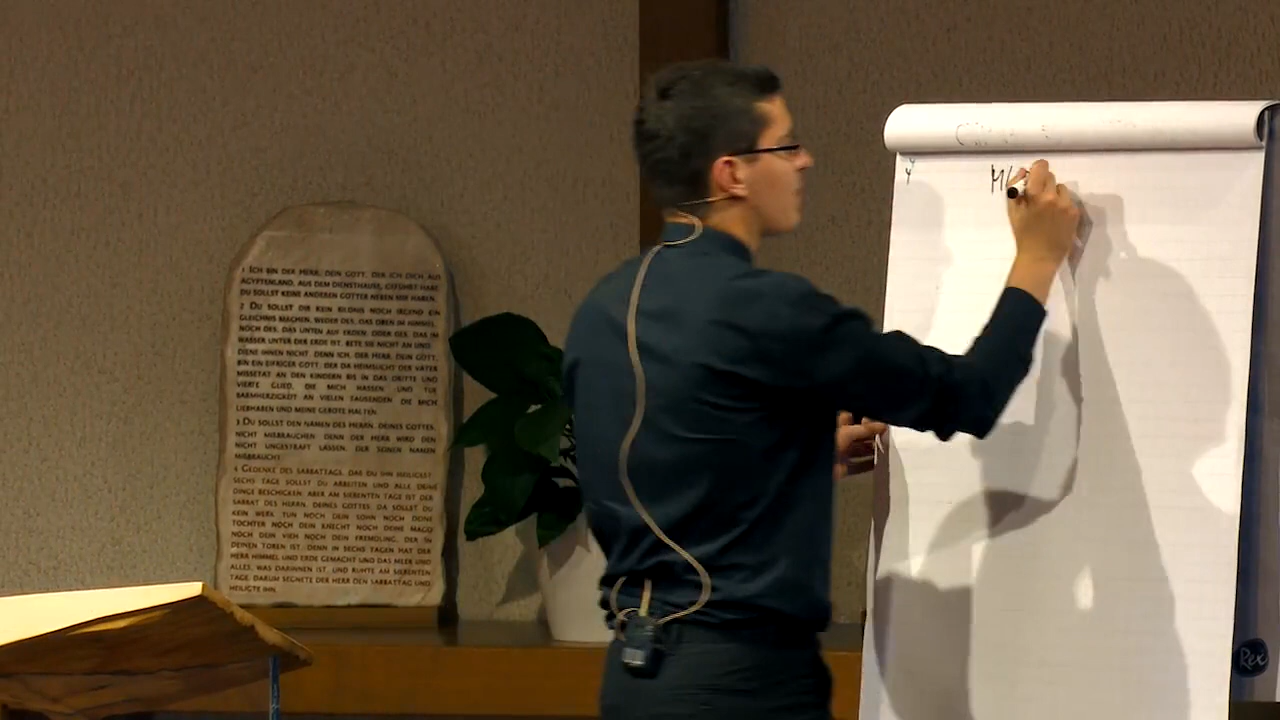 1 ICH BIN DER HERR, DEIN GOTT, DER ICH DICH AUS
ÄGYPTENLAND, AUS DEM DIENSTHAUSE, GEFÜHRT HABE.
DU SOLLST KEINE ANDEREN GÖTTER NEBEN MIR HABEN.
2 DU SOLLST DIR KEIN BILDNIS NOCH IRGEND EIN
GLEICHNIS MACHEN, WEDER DES, DAS OBEN IM HIMMEL,
NOCH DES, DAS UNTEN AUF ERDEN, ODER DES, DAS IM
WASSER UNTER DER ERDE IST. BETE SIE NICHT AN UND
DIENE IHNEN NICHT. DENN ICH, DER HERR, DEIN GOTT,
BIN EIN EIFRIGER GOTT, DER DA HEIMSUCHT DER VÄTER
MISSETAT AN DEN KINDERN BIS IN DAS DRITTE UND
VIERTE GLIED, DIE MICH HASSEN UND TUE
BARMHERZIGKEIT AN VIELEN TAUSENDEN DIE MICH
LIEBHABEN UND MEINE GEBOTE HALTEN.
3 DU SOLLST DEN NAMEN DES HERRN, DEINES GOTTES,
NICHT MISSBRAUCHEN DENN DER HERR WIRD DEN
NICHT UNGESTRAFT LASSEN, DER SEINEN NAMEN
MISSBRAUCHT.
4 GEDENKE DES SABBATTAGS, DAß DU IHN HEILIGEST.
SECHS TAGE SOLLST DU ARBEITEN UND ALLE DEINE
DINGE BESCHICKEN; ABER AM SIEBENTEN TAGE IST DER
SABBAT DES HERRN, DEINES GOTTES. DA SOLLST DU
KEIN WERK TUN NOCH DEIN SOHN NOCH DEINE
TOCHTER NOCH DEIN KNECHT NOCH DEINE MAGD
NOCH DEIN VIEH NOCH DEIN FREMDLING, DER IN
DEINEN TOREN IST. DENN IN SECHS TAGEN HAT DER
HERR HIMMEL UND ERDE GEMACHT UND DAS MEER UND
ALLES, WAS DARINNEN IST, UND RUHTE AM SIEBENTEN
TAGE. DARUM SEGNETE DER HERR DEN SABBATTAG UND
HEILIGTE IHN.
Rex